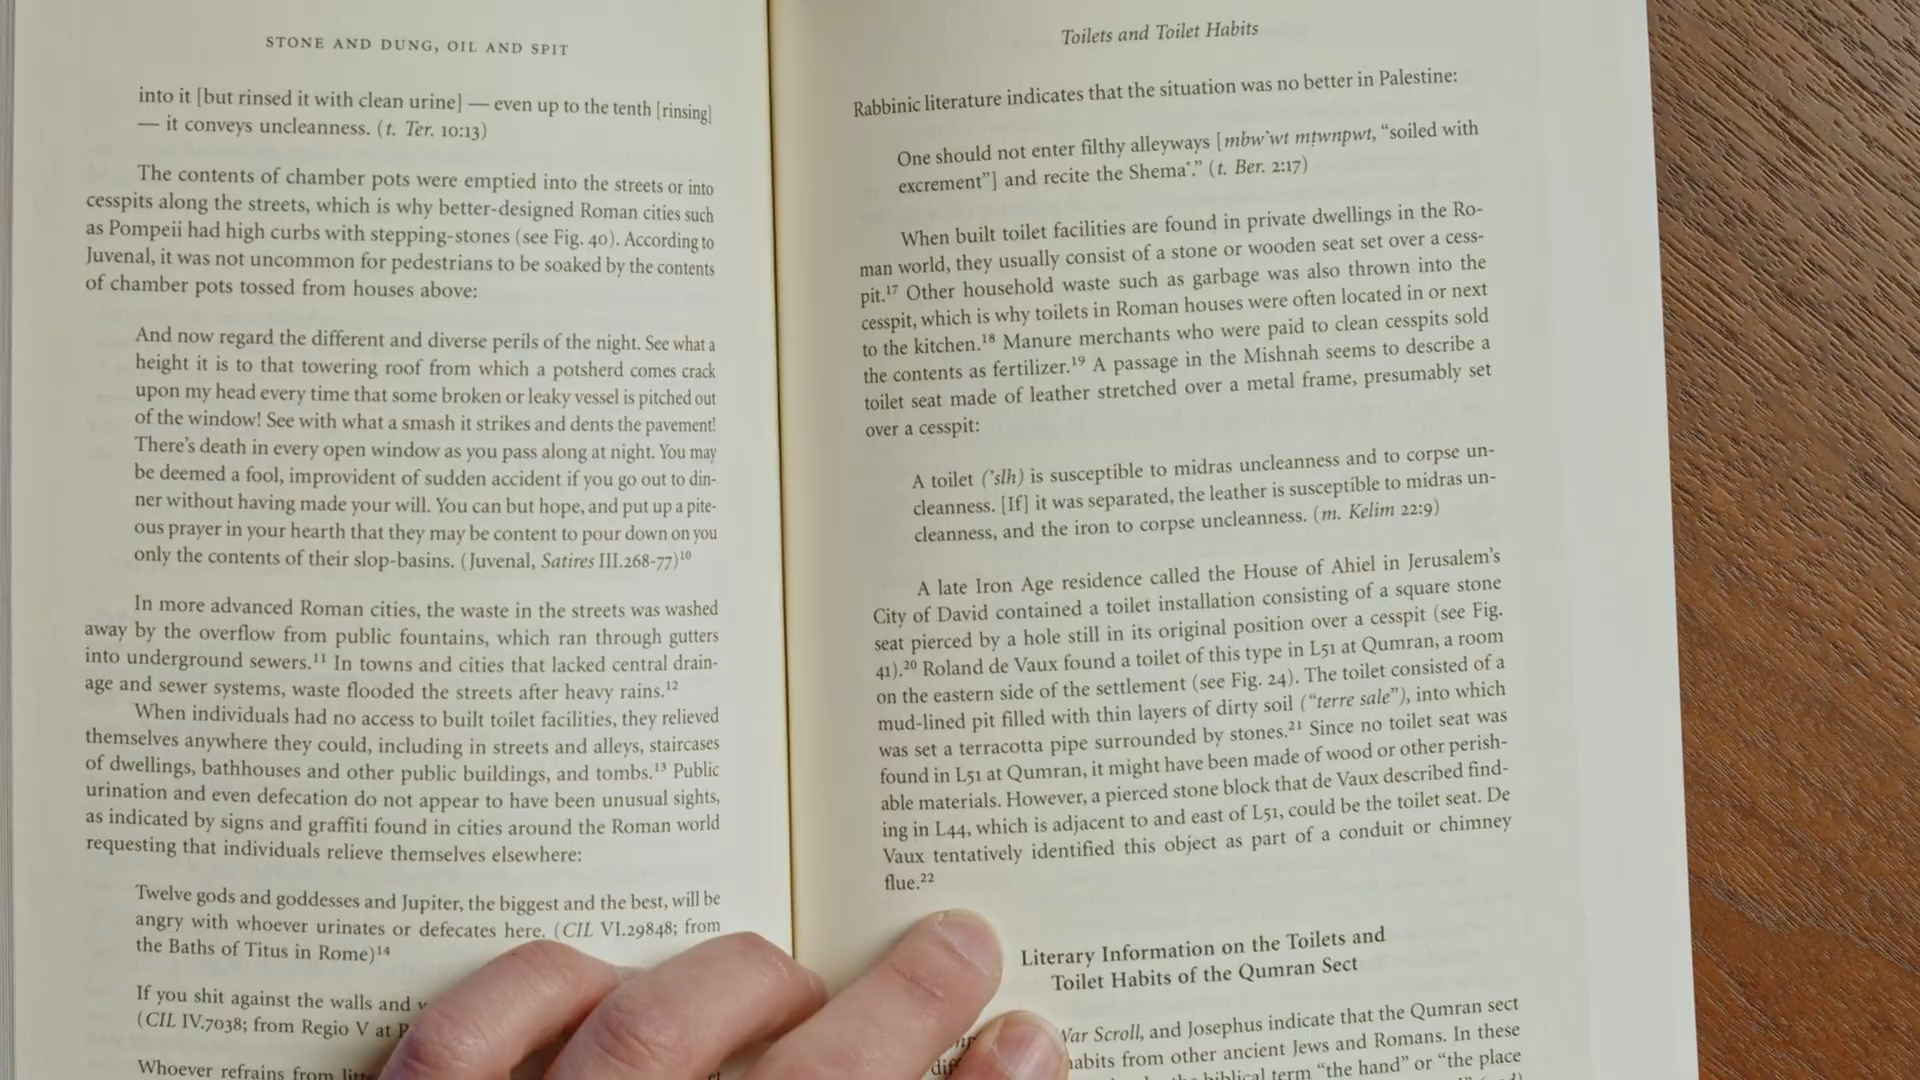 STONE AND DUNG, OIL AND SPIT
into it [but rinsed it with clean urine] — even up to the tenth [rinsing]
— it conveys uncleanness. (t. Ter. 10:13)
The contents of chamber pots were emptied into the streets or into
cesspits along the streets, which is why better-designed Roman cities such
as Pompeii had high curbs with stepping-stones (see Fig. 40). According to
Juvenal, it was not uncommon for pedestrians to be soaked by the contents
of chamber pots tossed from houses above:
And now regard the different and diverse perils of the night. See what a
height it is to that towering roof from which a potsherd comes crack
upon my head every time that some broken or leaky vessel is pitched out
of the window! See with what a smash it strikes and dents the pavement!
There's death in every open window as you pass along at night. You may
be deemed a fool, improvident of sudden accident if you go out to din-
ner without having made your will. You can but hope, and put up a pite-
ous prayer in your hearth that they may be content to pour down on you
only the contents of their slop-basins. (Juvenal, Satires III.268-77)¹⁰
In more advanced Roman cities, the waste in the streets was washed
away by the overflow from public fountains, which ran through gutters
into underground sewers.¹¹ In towns and cities that lacked central drain-
age and sewer systems, waste flooded the streets after heavy rains.¹²
When individuals had no access to built toilet facilities, they relieved
themselves anywhere they could, including in streets and alleys, staircases
of dwellings, bathhouses and other public buildings, and tombs.¹³ Public
urination and even defecation do not appear to have been unusual sights,
as indicated by signs and graffiti found in cities around the Roman world
requesting that individuals relieve themselves elsewhere:
Twelve gods and goddesses and Jupiter, the biggest and the best, will be
angry with whoever urinates or defecates here. (CIL VI.29848; from
the Baths of Titus in Rome)¹⁴
If you shit against the walls and
(CIL IV.7038; from Regio V at
Whoever refrains from
Toilets and Toilet Habits
Rabbinic literature indicates that the situation was no better in Palestine:
One should not enter filthy alleyways [mbw'wt mṭwnpwt, “soiled with
excrement”] and recite the Shemaʿ.” (t. Ber. 2:17)
When built toilet facilities are found in private dwellings in the Ro-
man world, they usually consist of a stone or wooden seat set over a cess-
pit.¹⁷ Other household waste such as garbage was also thrown into the
cesspit, which is why toilets in Roman houses were often located in or next
to the kitchen.¹⁸ Manure merchants who were paid to clean cesspits sold
the contents as fertilizer.¹⁹ A passage in the Mishnah seems to describe a
toilet seat made of leather stretched over a metal frame, presumably set
over a cesspit:
A toilet ('slh) is susceptible to midras uncleanness and to corpse un-
cleanness. [If] it was separated, the leather is susceptible to midras un-
cleanness, and the iron to corpse uncleanness. (m. Kelim 22:9)
A late Iron Age residence called the House of Ahiel in Jerusalem's
City of David contained a toilet installation consisting of a square stone
seat pierced by a hole still in its original position over a cesspit (see Fig.
41).²⁰ Roland de Vaux found a toilet of this type in L51 at Qumran, a room
on the eastern side of the settlement (see Fig. 24). The toilet consisted of a
mud-lined pit filled with thin layers of dirty soil (“terre sale”), into which
was set a terracotta pipe surrounded by stones.²¹ Since no toilet seat was
found in L51 at Qumran, it might have been made of wood or other perish-
able materials. However, a pierced stone block that de Vaux described find-
ing in L44, which is adjacent to and east of L51, could be the toilet seat. De
Vaux tentatively identified this object as part of a conduit or chimney
flue.²²
Literary Information on the Toilets and
Toilet Habits of the Qumran Sect
War Scroll, and Josephus indicate that the Qumran sect
habits from other ancient Jews and Romans. In these
biblical term “the hand” or “the place